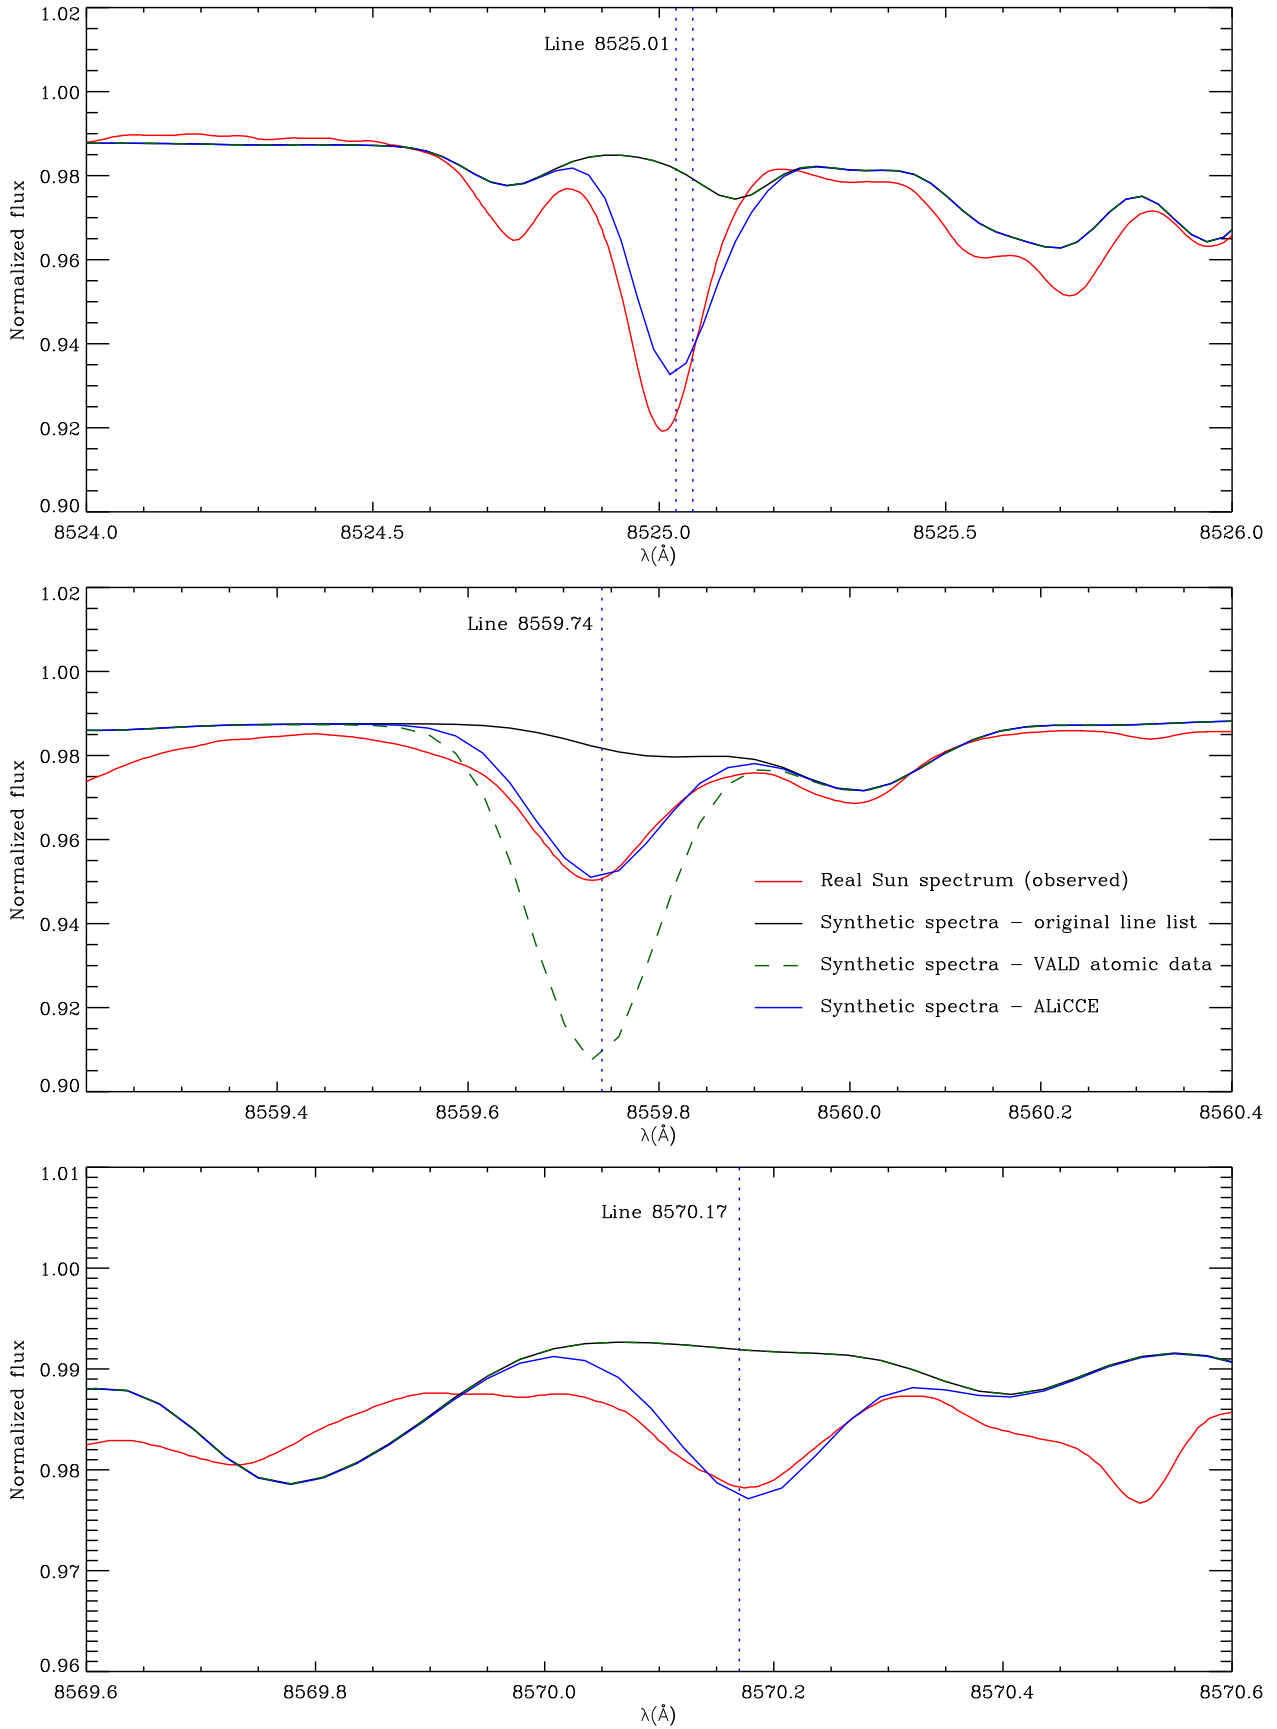 1.02
Line 8525.01
1.00
0.98
0.96
0.94
0.92
0.90
Normalized flux
8524.0 8524.5 8525.0 8525.5 8526.0
λ(Å)
1.02
Line 8559.74
1.00
0.98
0.96
0.94
0.92
0.90
Normalized flux
Real Sun spectrum (observed)
Synthetic spectra – original line list
Synthetic spectra – VALD atomic data
Synthetic spectra – ALiCCE
8559.4 8559.6 8559.8 8560.0 8560.2 8560.4
λ(Å)
1.01
Line 8570.17
1.00
0.99
0.98
0.97
0.96
Normalized flux
8569.6 8569.8 8570.0 8570.2 8570.4 8570.6
λ(Å)